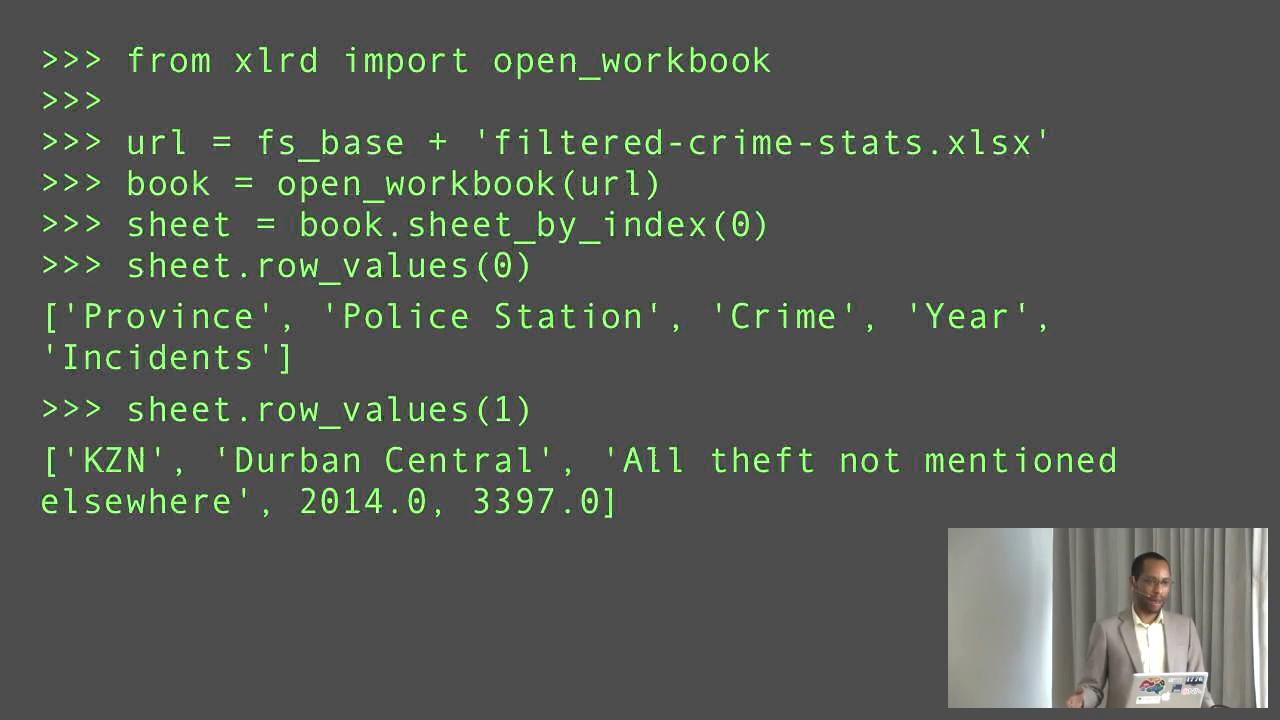 >>> from xlrd import open_workbook
>>>
>>> url = fs_base + 'filtered-crime-stats.xlsx'
>>> book = open_workbook(url)
>>> sheet = book.sheet_by_index(0)
>>> sheet.row_values(0)
['Province', 'Police Station', 'Crime', 'Year',
'Incidents']
>>> sheet.row_values(1)
['KZN', 'Durban Central', 'All theft not mentioned
elsewhere', 2014.0, 3397.0]
1776